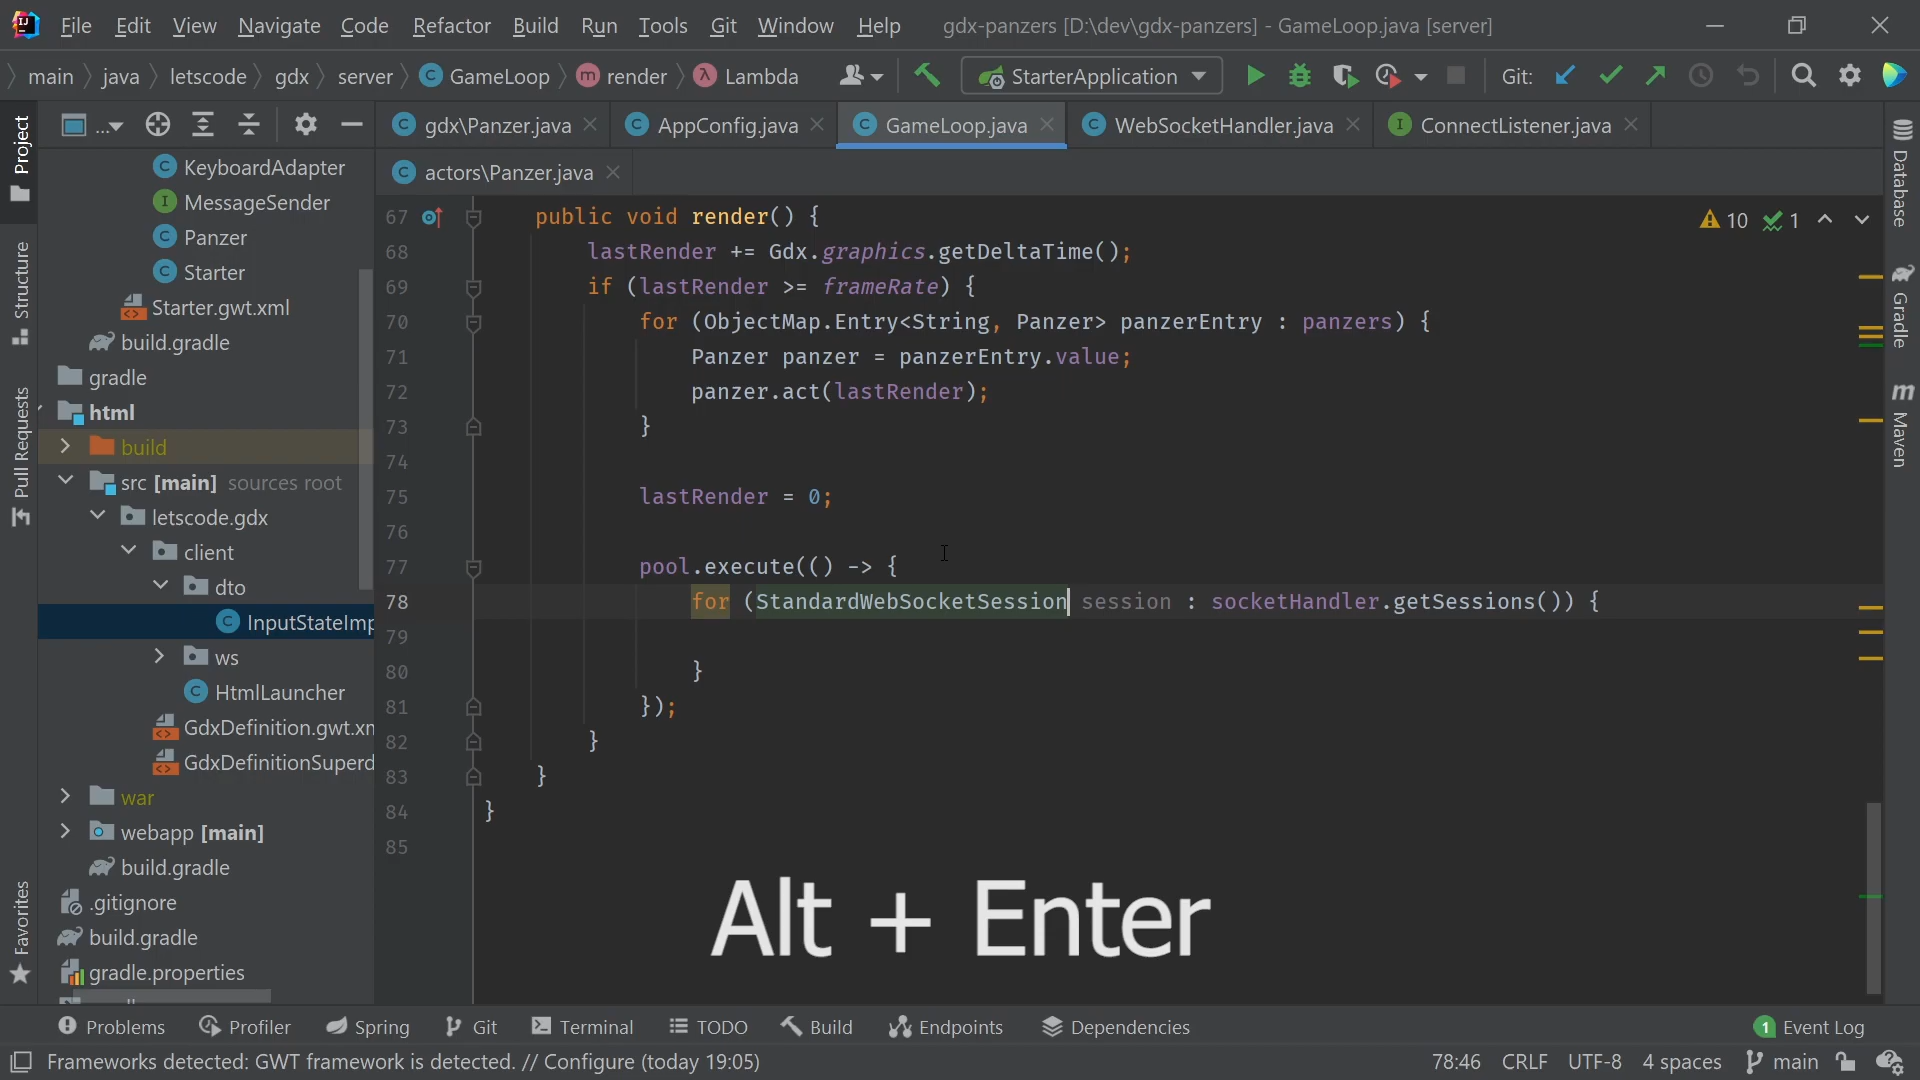 File Edit View Navigate Code Refactor Build Run Tools Git Window Help gdx-panzers [D:\dev\gdx-panzers] - GameLoop.java [server]
main java letscode gdx server GameLoop render Lambda StarterApplication Git:
gdx\Panzer.java AppConfig.java GameLoop.java WebSocketHandler.java ConnectListener.java
actors\Panzer.java
Project
Structure
Pull Requests
Favorites
KeyboardAdapter
MessageSender
Panzer
Starter
Starter.gwt.xml
build.gradle
gradle
html
build
src [main] sources root
letscode.gdx
client
dto
InputStateImp
ws
HtmlLauncher
GdxDefinition.gwt.xm
GdxDefinitionSuperd
war
webapp [main]
build.gradle
.gitignore
build.gradle
gradle.properties
67 public void render() {
68 lastRender += Gdx.graphics.getDeltaTime();
69 if (lastRender >= frameRate) {
70 for (ObjectMap.Entry<String, Panzer> panzerEntry : panzers) {
71 Panzer panzer = panzerEntry.value;
72 panzer.act(lastRender);
73 }
74
75 lastRender = 0;
76
77 pool.execute(() -> {
78 for (StandardWebSocketSession session : socketHandler.getSessions()) {
79
80 }
81 });
82 }
83 }
84 }
85
10 1
Database
Gradle
Maven
Alt + Enter
Problems Profiler Spring Git Terminal TODO Build Endpoints Dependencies 1 Event Log
Frameworks detected: GWT framework is detected. // Configure (today 19:05) 78:46 CRLF UTF-8 4 spaces main